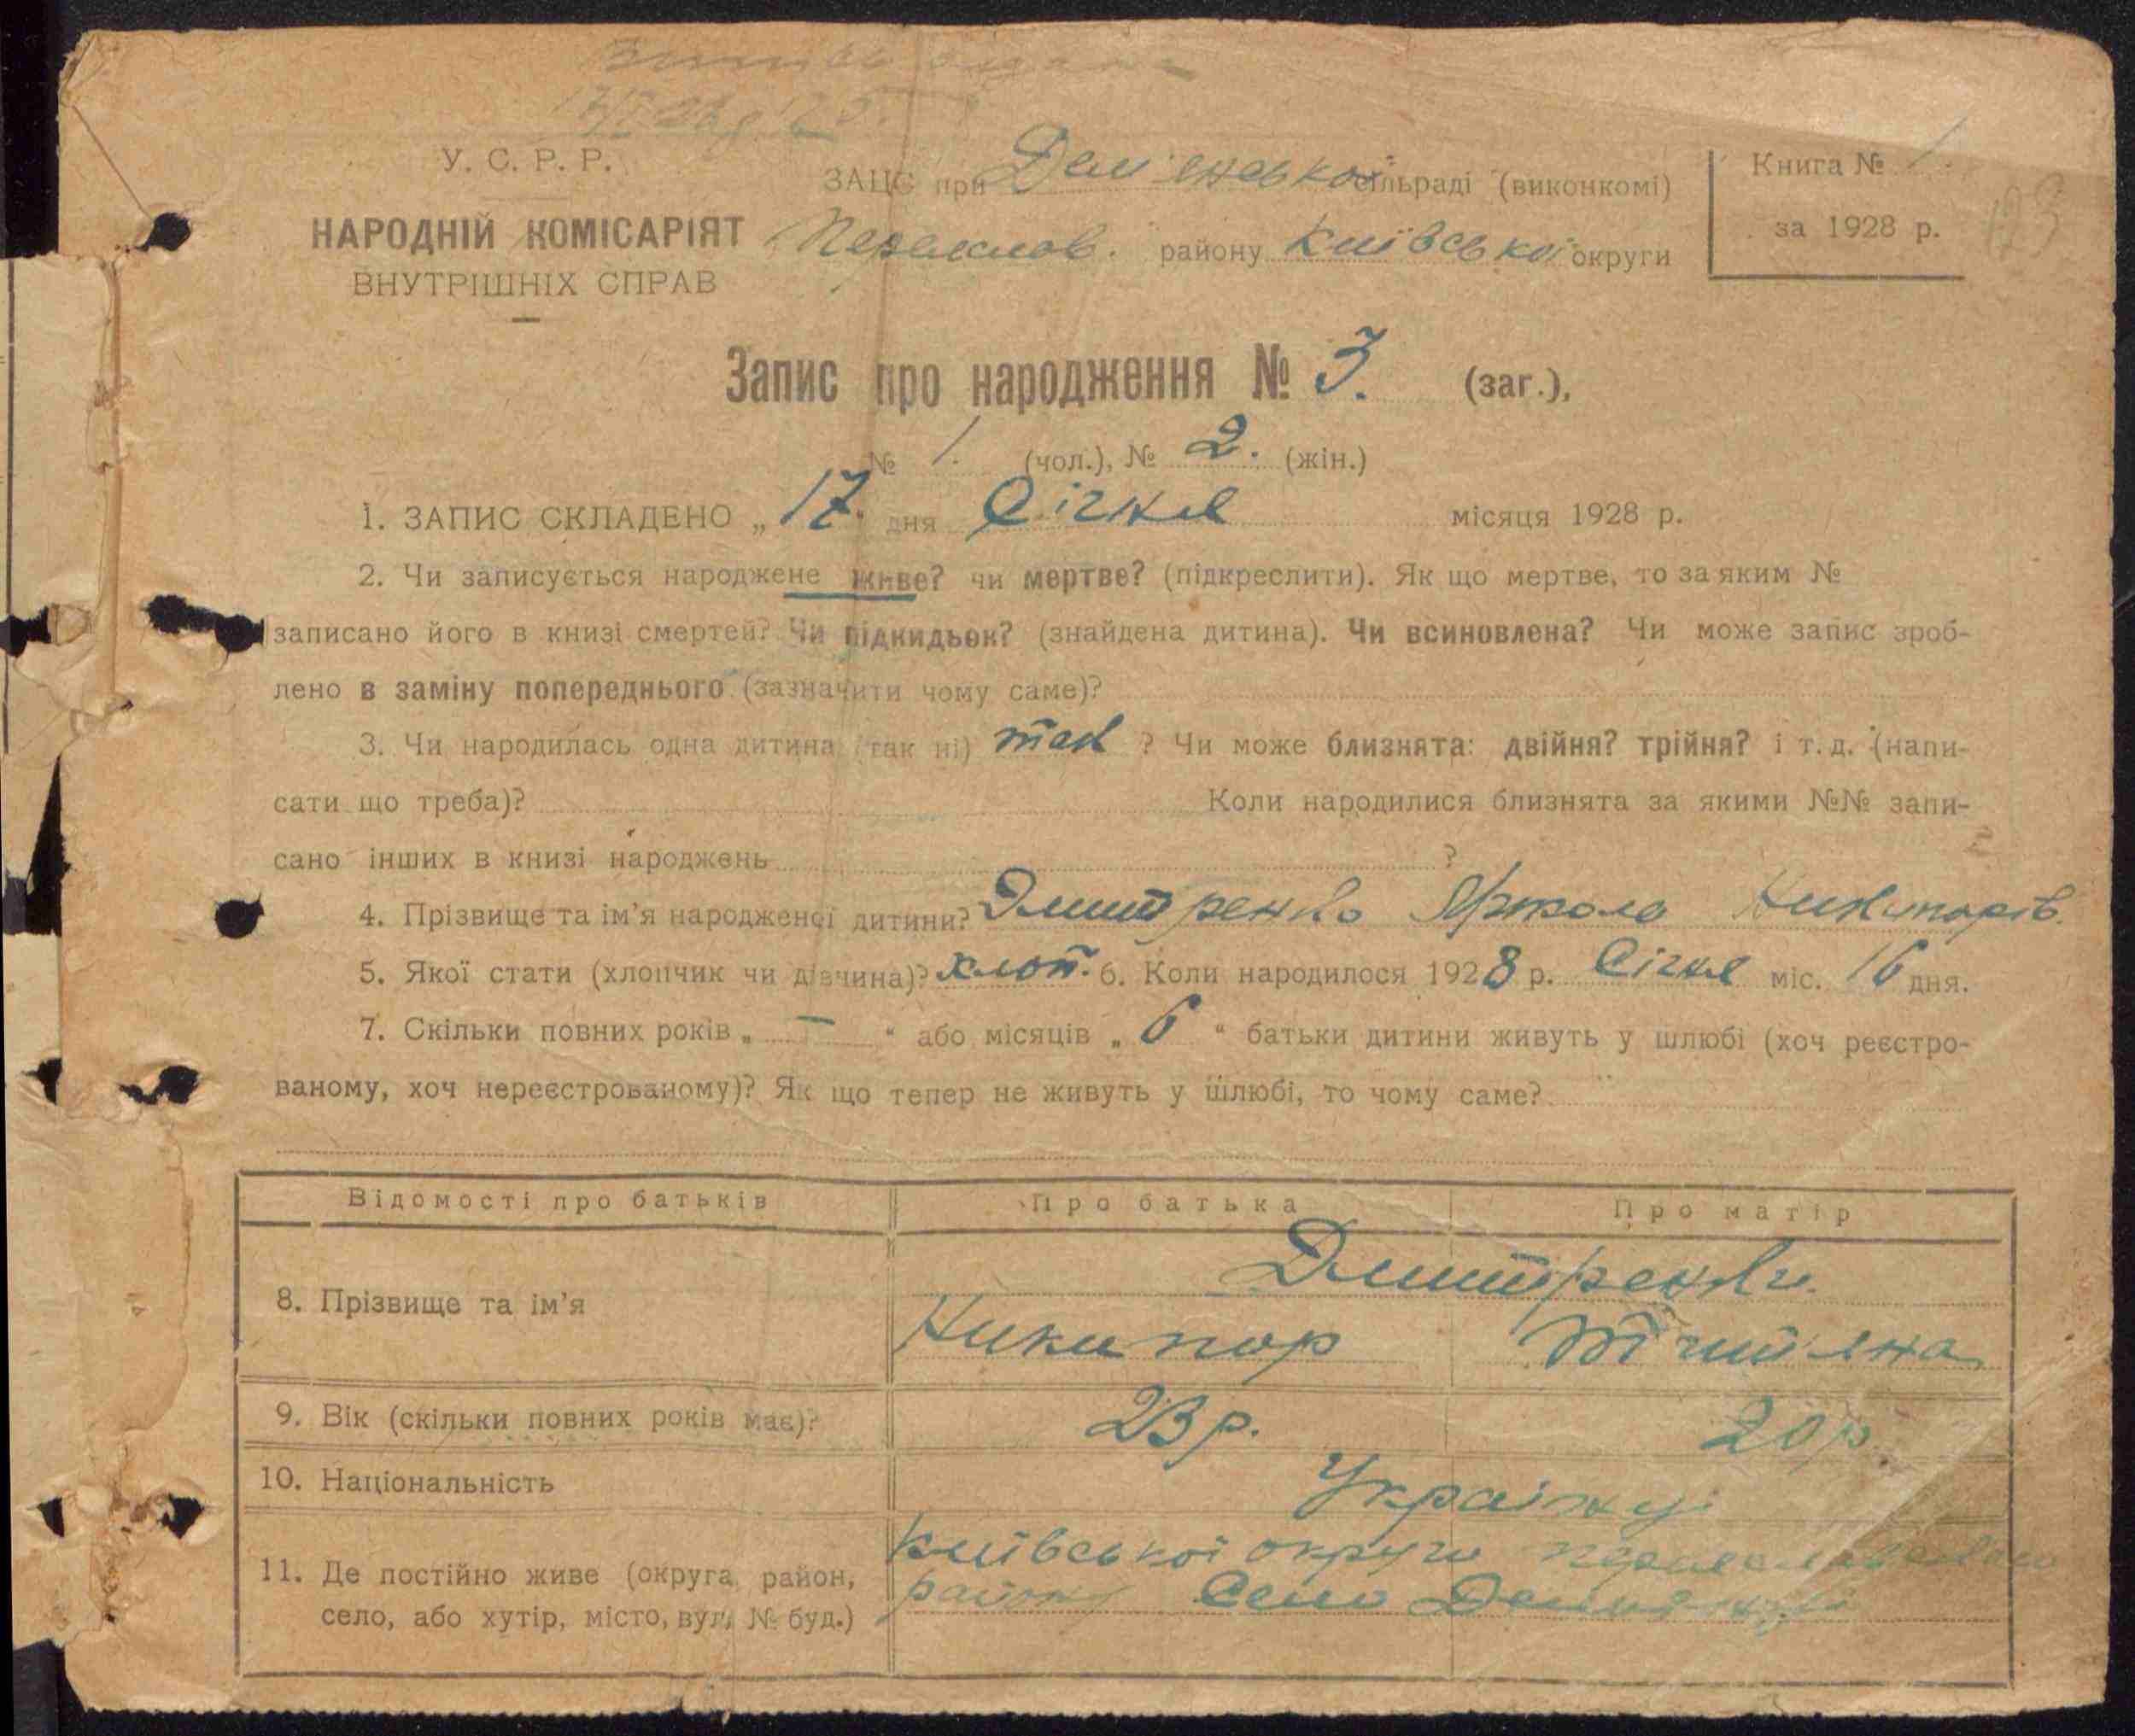 У. С. Р. Р.
НАРОДНІЙ КОМІСАРІЯТ
ВНУТРІШНІХ СПРАВ
ЗАЦС при Дем'янської сільраді (виконкомі)
Переяслов. району Київської округи
Книга № 1.
за 1928 р.
123
Запис про народження № 3. (заг.),
№ 1. (чол.), № 2. (жін.)
1. ЗАПИС СКЛАДЕНО „17“ дня Січня місяця 1928 р.
2. Чи записується народжене живе? чи мертве? (підкреслити). Як що мертве, то за яким №
записано його в книзі смертей? Чи підкидьок? (знайдена дитина). Чи всиновлена? Чи може запис зроб-
лено в заміну попереднього (зазначити чому саме)?
3. Чи народилась одна дитина (так ні) так ? Чи може близнята: двійня? трійня? і т. д. (напи-
сати що треба)? Коли народилися близнята за якими №№ запи-
сано інших в книзі народжень ?
4. Прізвище та ім’я народженої дитини? Дмитренко Никипорів.
5. Якої стати (хлопчик чи дівчина)? хлоп. 6. Коли народилося 1928 р. Січня міс. 16 дня.
7. Скільки повних років „ — “ або місяців „ 6 “ батьки дитини живуть у шлюбі (хоч реєстро-
ваному, хоч нереєстрованому)? Як що тепер не живуть у шлюбі, то чому саме?
Відомості про батьків Про батька Про матір
8. Прізвище та ім’я
Дмитренки
Никипор
9. Вік (скільки повних років має)? 23 р. 20 р.
10. Національність Українці
11. Де постійно живе (округа, район,
село, або хутір, місто, вул, № буд.)
Київської округи Переяславського
району Село Демянці